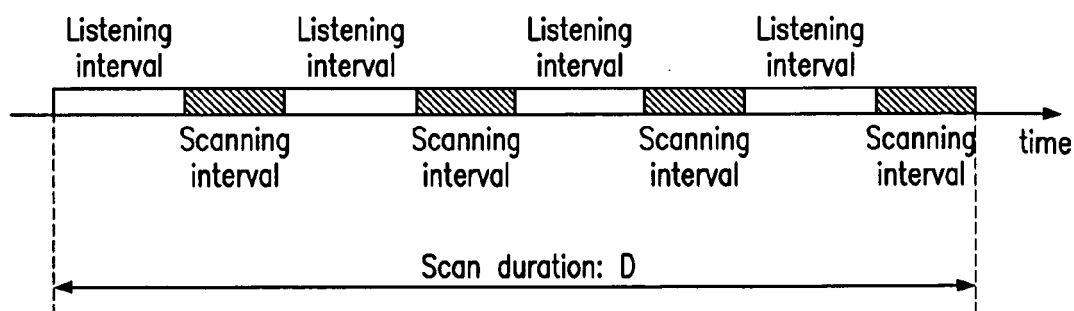 Listening
interval
Listening
interval
Listening
interval
Listening
interval
Scanning
interval
Scanning
interval
Scanning
interval
Scanning
interval
time
Scan duration: D